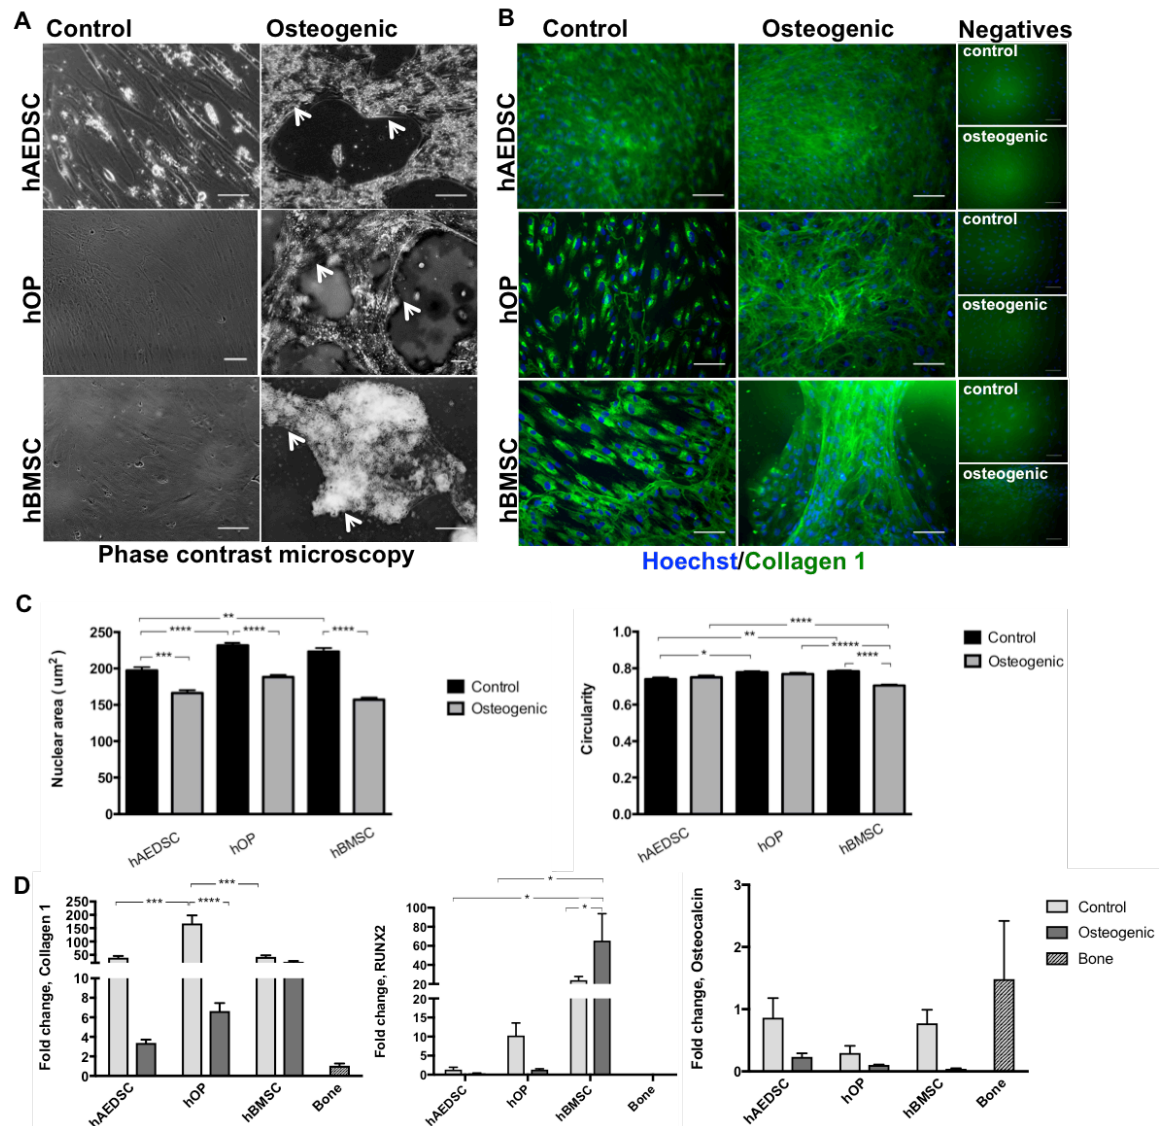 A
Control
Osteogenic
hAEDSC
hOP
hBMSC
Phase contrast microscopy
B
Control
Osteogenic
Negatives
hAEDSC
hOP
hBMSC
control
osteogenic
control
osteogenic
control
osteogenic
Hoechst/Collagen 1
C
Nuclear area ( um²)
250
200
150
100
50
0
**
**** **** ****
***
hAEDSC
hOP
hBMSC
Control
Osteogenic
Circularity
1.0
0.8
0.6
0.4
0.2
0.0
****
**
*****
* ****
hAEDSC
hOP
hBMSC
Control
Osteogenic
D
Fold change, Collagen 1
250
200
150
100
50
10
8
6
4
2
0
***
*** ****
hAEDSC
hOP
hBMSC
Bone
Fold change, RUNX2
100
80
60
40
20
20
15
10
5
0
*
*
*
hAEDSC
hOP
hBMSC
Bone
Fold change, Osteocalcin
3
2
1
0
hAEDSC
hOP
hBMSC
Bone
Control
Osteogenic
Bone